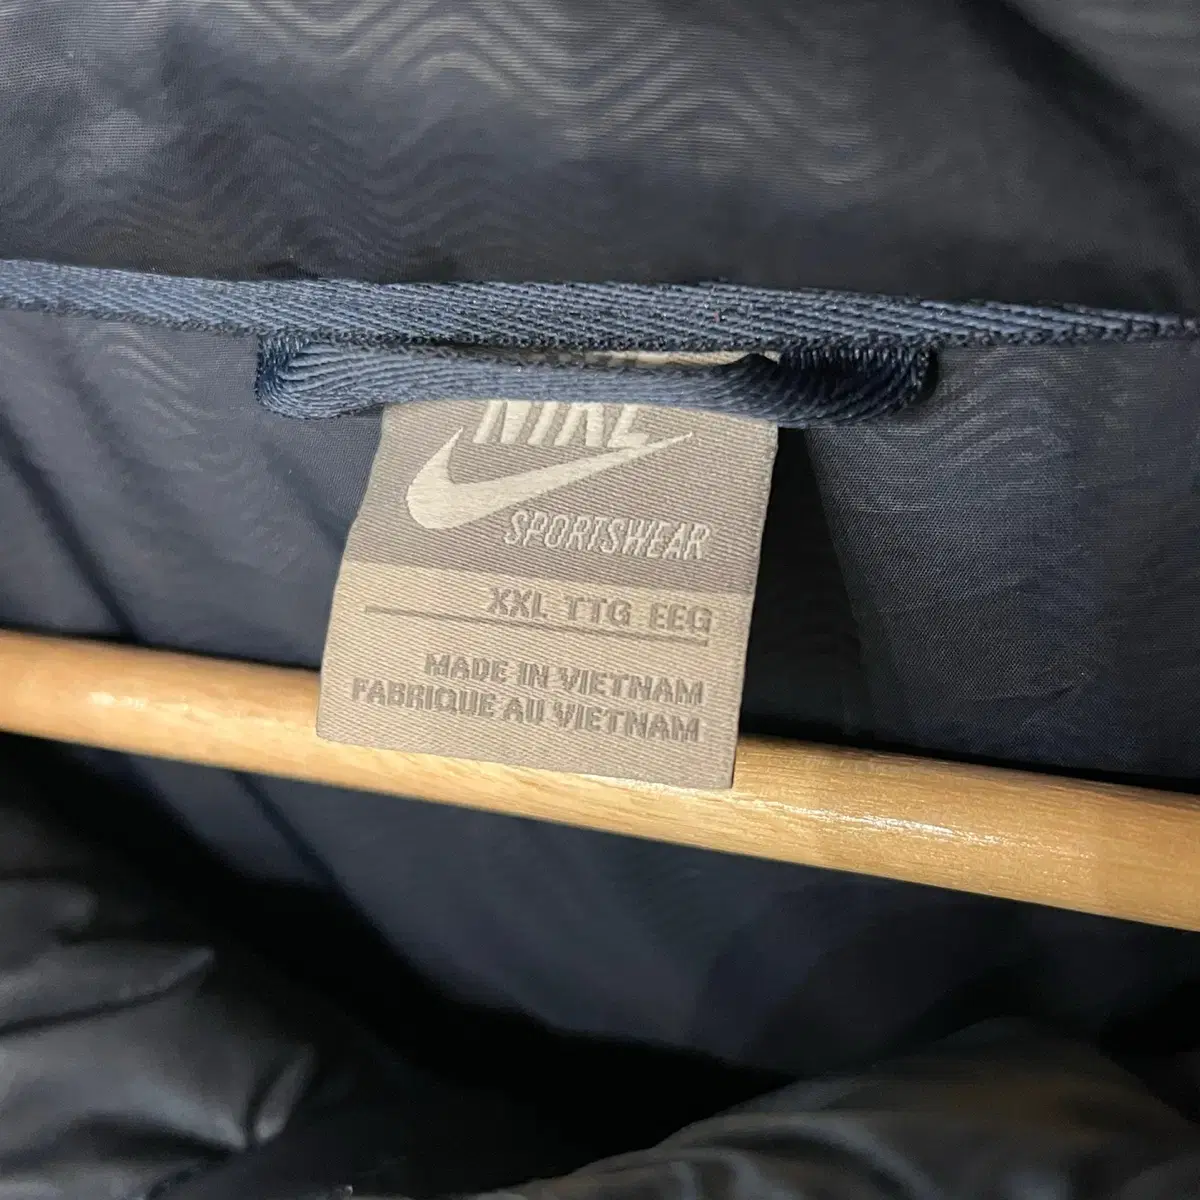 NIKE
SPORTSWEAR
XXL TTG EEG
MADE IN VIETNAM
FABRIQUE AU VIETNAM